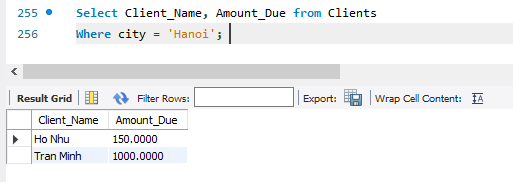 255 Select Client_Name, Amount_Due from Clients
256 Where city = 'Hanoi';
Result Grid Filter Rows: Export: Wrap Cell Content: IA
Client_Name Amount_Due
Ho Nhu 150.0000
Tran Minh 1000.0000